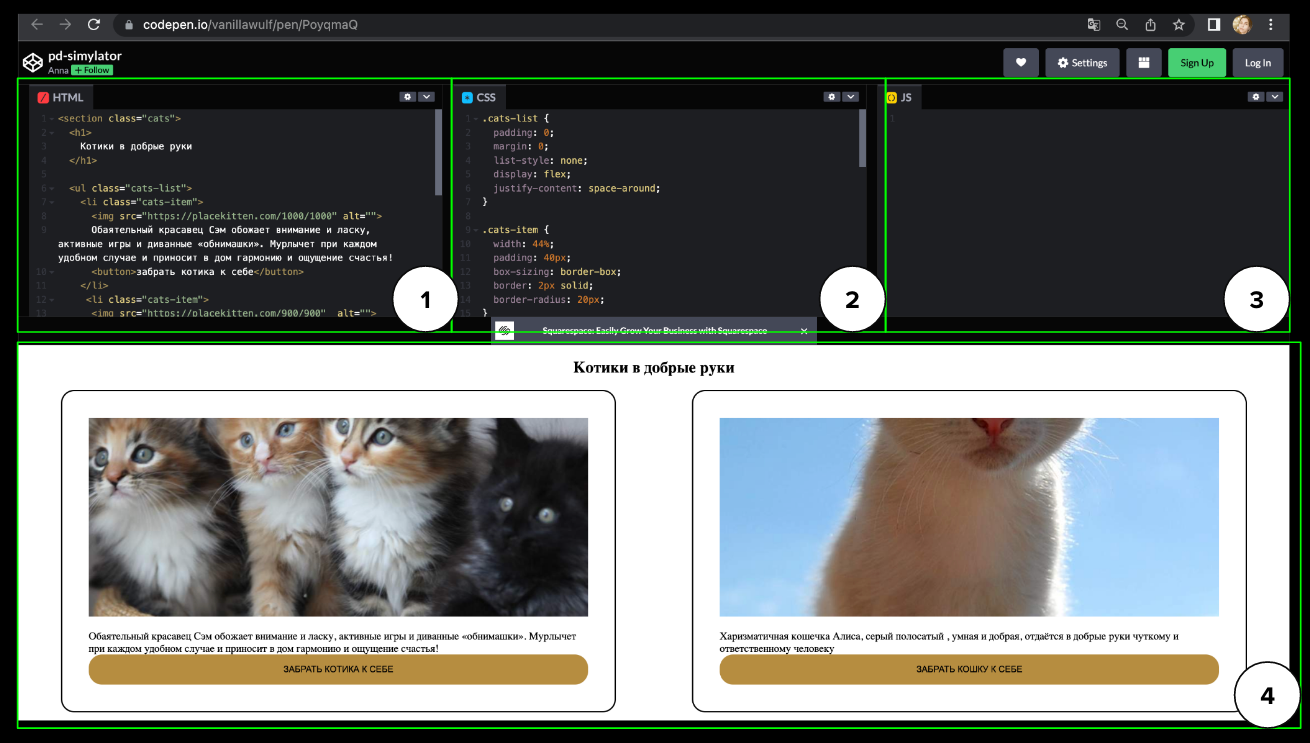 codepen.io/vanillawulf/pen/PoyqmaQ
pd-simylator
Anna + Follow
Settings
Sign Up
Log In
HTML
1 <section class="cats">
2 <h1>
3 Котики в добрые руки
4 </h1>
5
6 <ul class="cats-list">
7 <li class="cats-item">
8 <img src="https://placekitten.com/1000/1000" alt="">
9 Обаятельный красавец Сэм обожает внимание и ласку,
активные игры и диванные «обнимашки». Мурлычет при каждом
удобном случае и приносит в дом гармонию и ощущение счастья!
10 <button>забрать котика к себе</button>
11 </li>
12 <li class="cats-item">
13 <img src="https://placekitten.com/900/900" alt="">
1
CSS
1 .cats-list {
2 padding: 0;
3 margin: 0;
4 list-style: none;
5 display: flex;
6 justify-content: space-around;
7 }
8
9 .cats-item {
10 width: 44%;
11 padding: 40px;
12 box-sizing: border-box;
13 border: 2px solid;
14 border-radius: 20px;
15 }
2
JS
1
3
Squarespace: Easily Grow Your Business with Squarespace
Котики в добрые руки
Обаятельный красавец Сэм обожает внимание и ласку, активные игры и диванные «обнимашки». Мурлычет
при каждом удобном случае и приносит в дом гармонию и ощущение счастья!
ЗАБРАТЬ КОТИКА К СЕБЕ
Харизматичная кошечка Алиса, серый полосатый , умная и добрая, отдаётся в добрые руки чуткому и
ответственному человеку
ЗАБРАТЬ КОШКУ К СЕБЕ
4